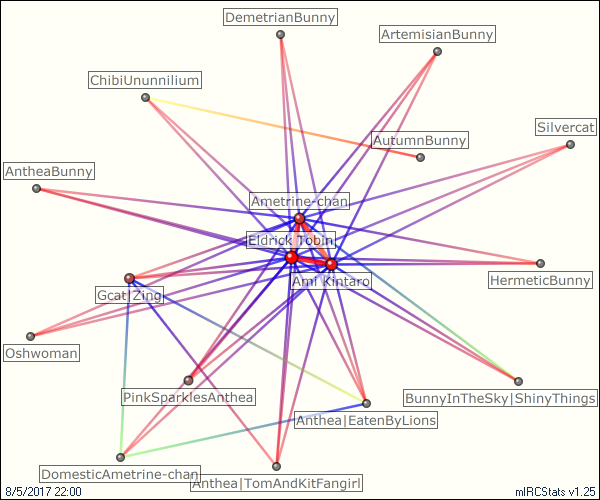 DemetrianBunny
ArtemisianBunny
ChibiUnunnilium
Silvercat
AutumnBunny
AntheaBunny
Ametrine-chan
Eldrick Tobin
Ami Kintaro
HermeticBunny
Gcat|Zing
Oshwoman
PinkSparklesAnthea
BunnyInTheSky|ShinyThings
Anthea|EatenByLions
DomesticAmetrine-chan
Anthea|TomAndKitFangirl
8/5/2017 22:00
mIRCStats v1.25